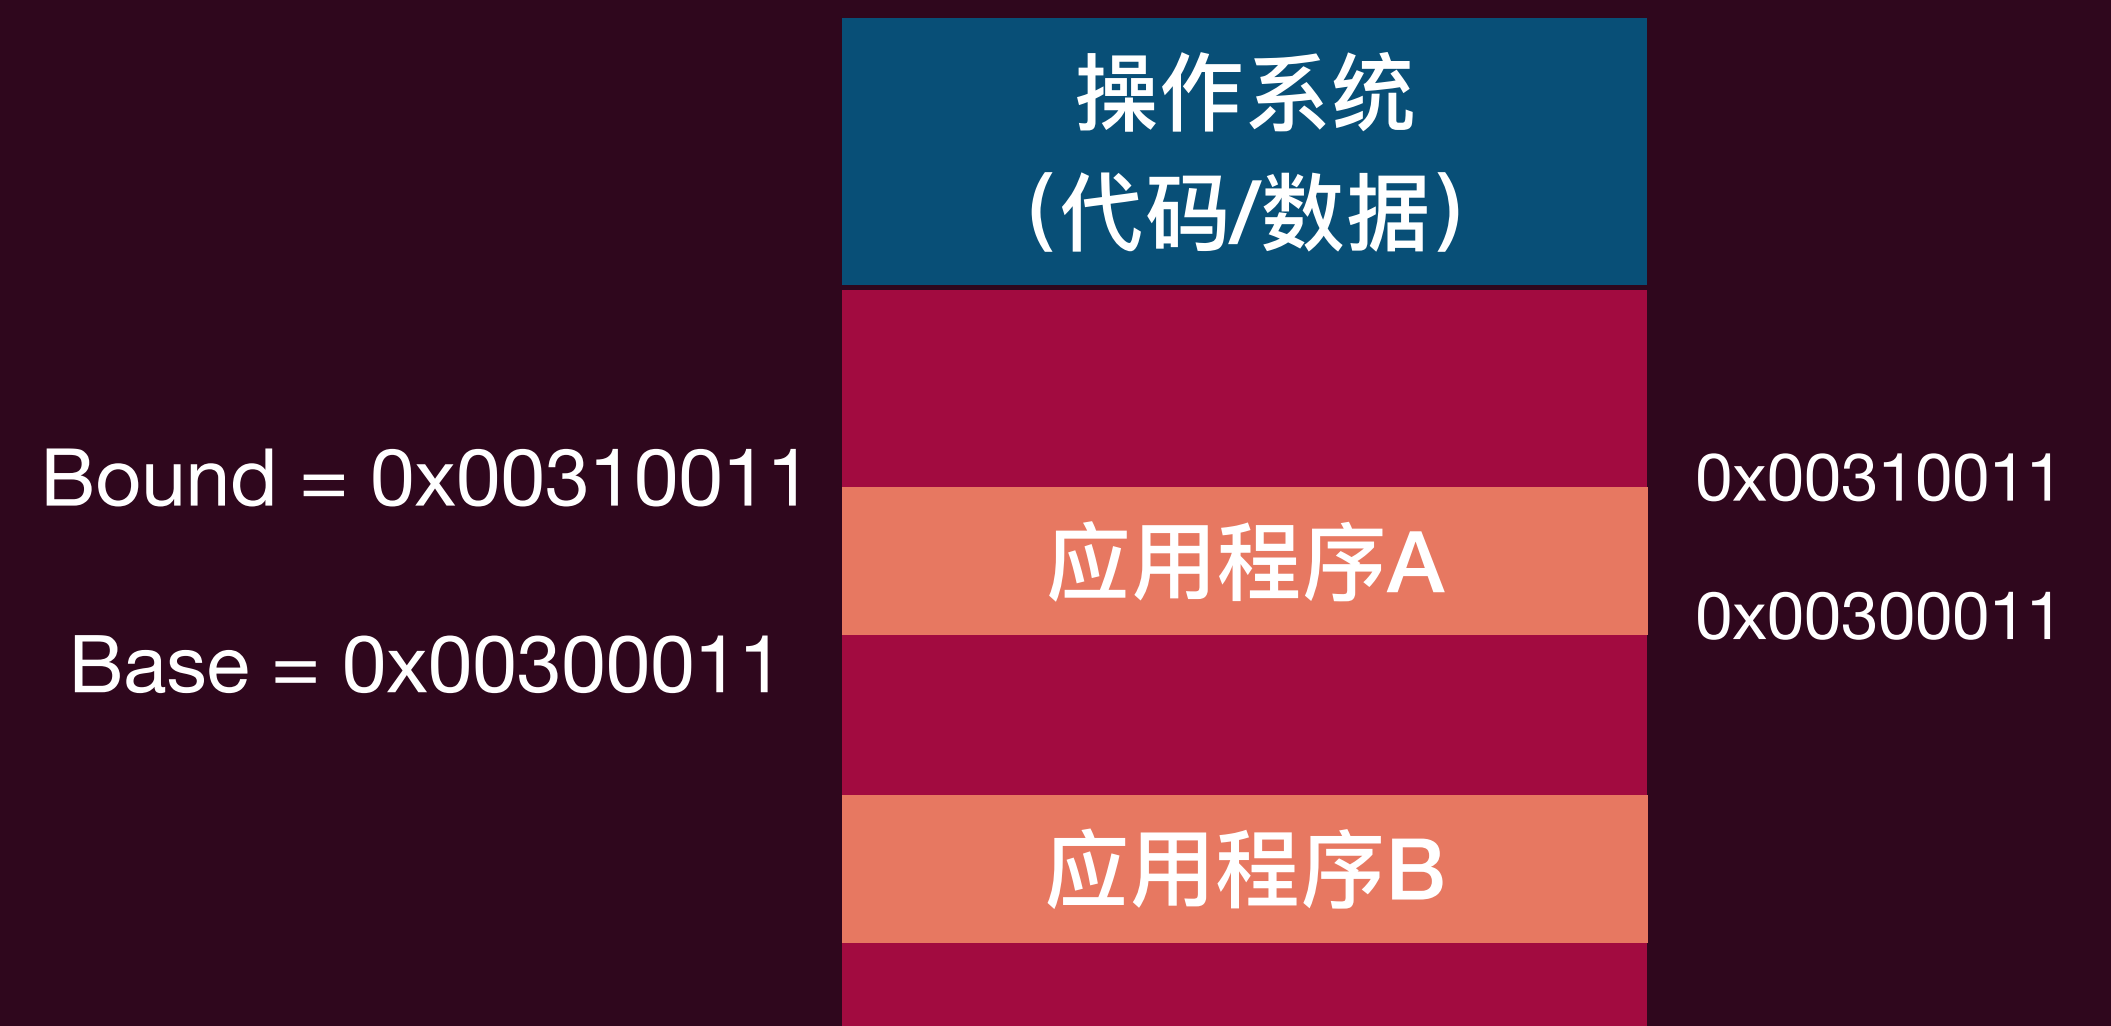 操作系统
(代码/数据)
Bound = 0x00310011
0x00310011
应用程序A
0x00300011
Base = 0x00300011
应用程序B